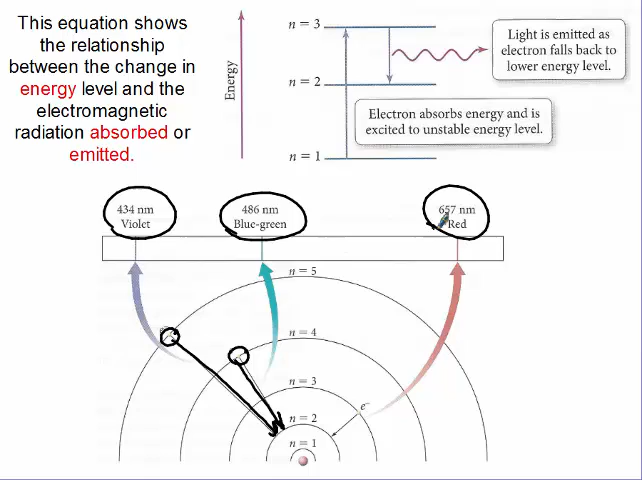 This equation shows
the relationship
between the change in
energy level and the
electromagnetic
radiation absorbed or
emitted.
Energy
n = 3
n = 2
n = 1
Light is emitted as
electron falls back to
lower energy level.
Electron absorbs energy and is
excited to unstable energy level.
434 nm
Violet
486 nm
Blue-green
657 nm
Red
n = 5
n = 4
n = 3
n = 2
n = 1
e⁻